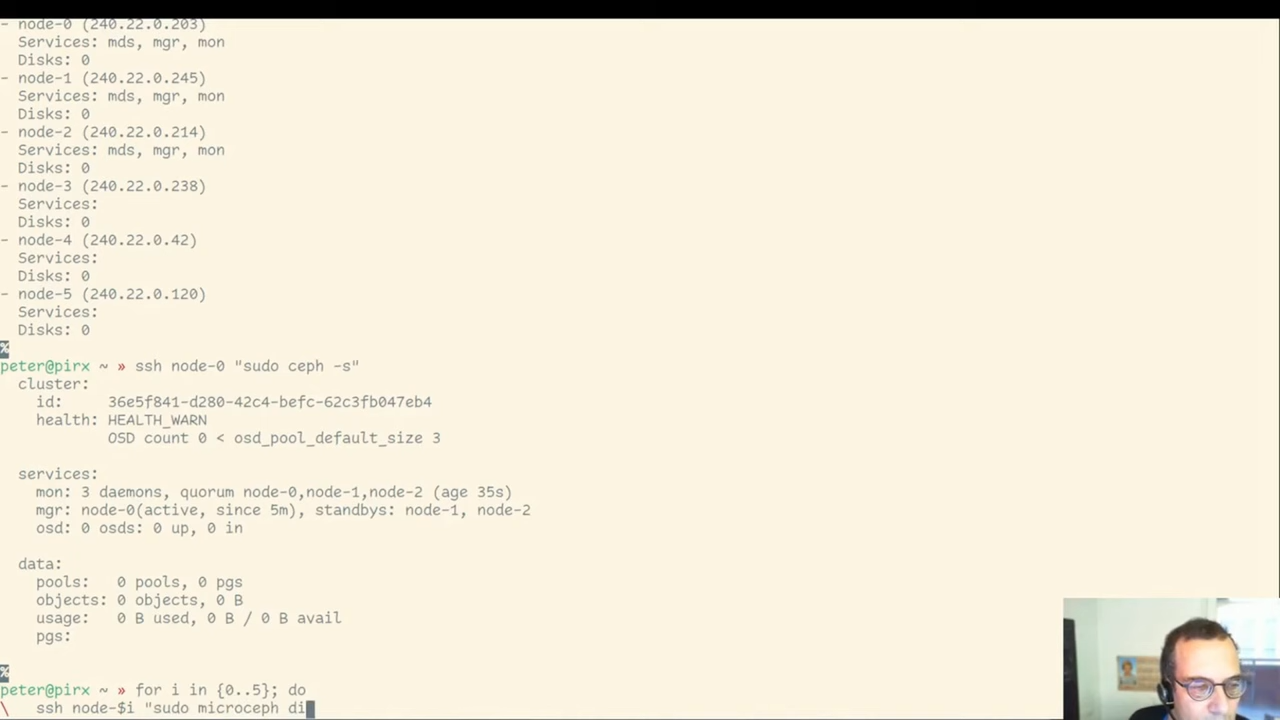 - node-0 (240.22.0.203)
Services: mds, mgr, mon
Disks: 0
- node-1 (240.22.0.245)
Services: mds, mgr, mon
Disks: 0
- node-2 (240.22.0.214)
Services: mds, mgr, mon
Disks: 0
- node-3 (240.22.0.238)
Services:
Disks: 0
- node-4 (240.22.0.42)
Services:
Disks: 0
- node-5 (240.22.0.120)
Services:
Disks: 0
%
peter@pirx ~ » ssh node-0 "sudo ceph -s"
cluster:
id: 36e5f841-d280-42c4-befc-62c3fb047eb4
health: HEALTH_WARN
OSD count 0 < osd_pool_default_size 3
services:
mon: 3 daemons, quorum node-0,node-1,node-2 (age 35s)
mgr: node-0(active, since 5m), standbys: node-1, node-2
osd: 0 osds: 0 up, 0 in
data:
pools: 0 pools, 0 pgs
objects: 0 objects, 0 B
usage: 0 B used, 0 B / 0 B avail
pgs:
%
peter@pirx ~ » for i in {0..5}; do
\ ssh node-$i "sudo microceph di